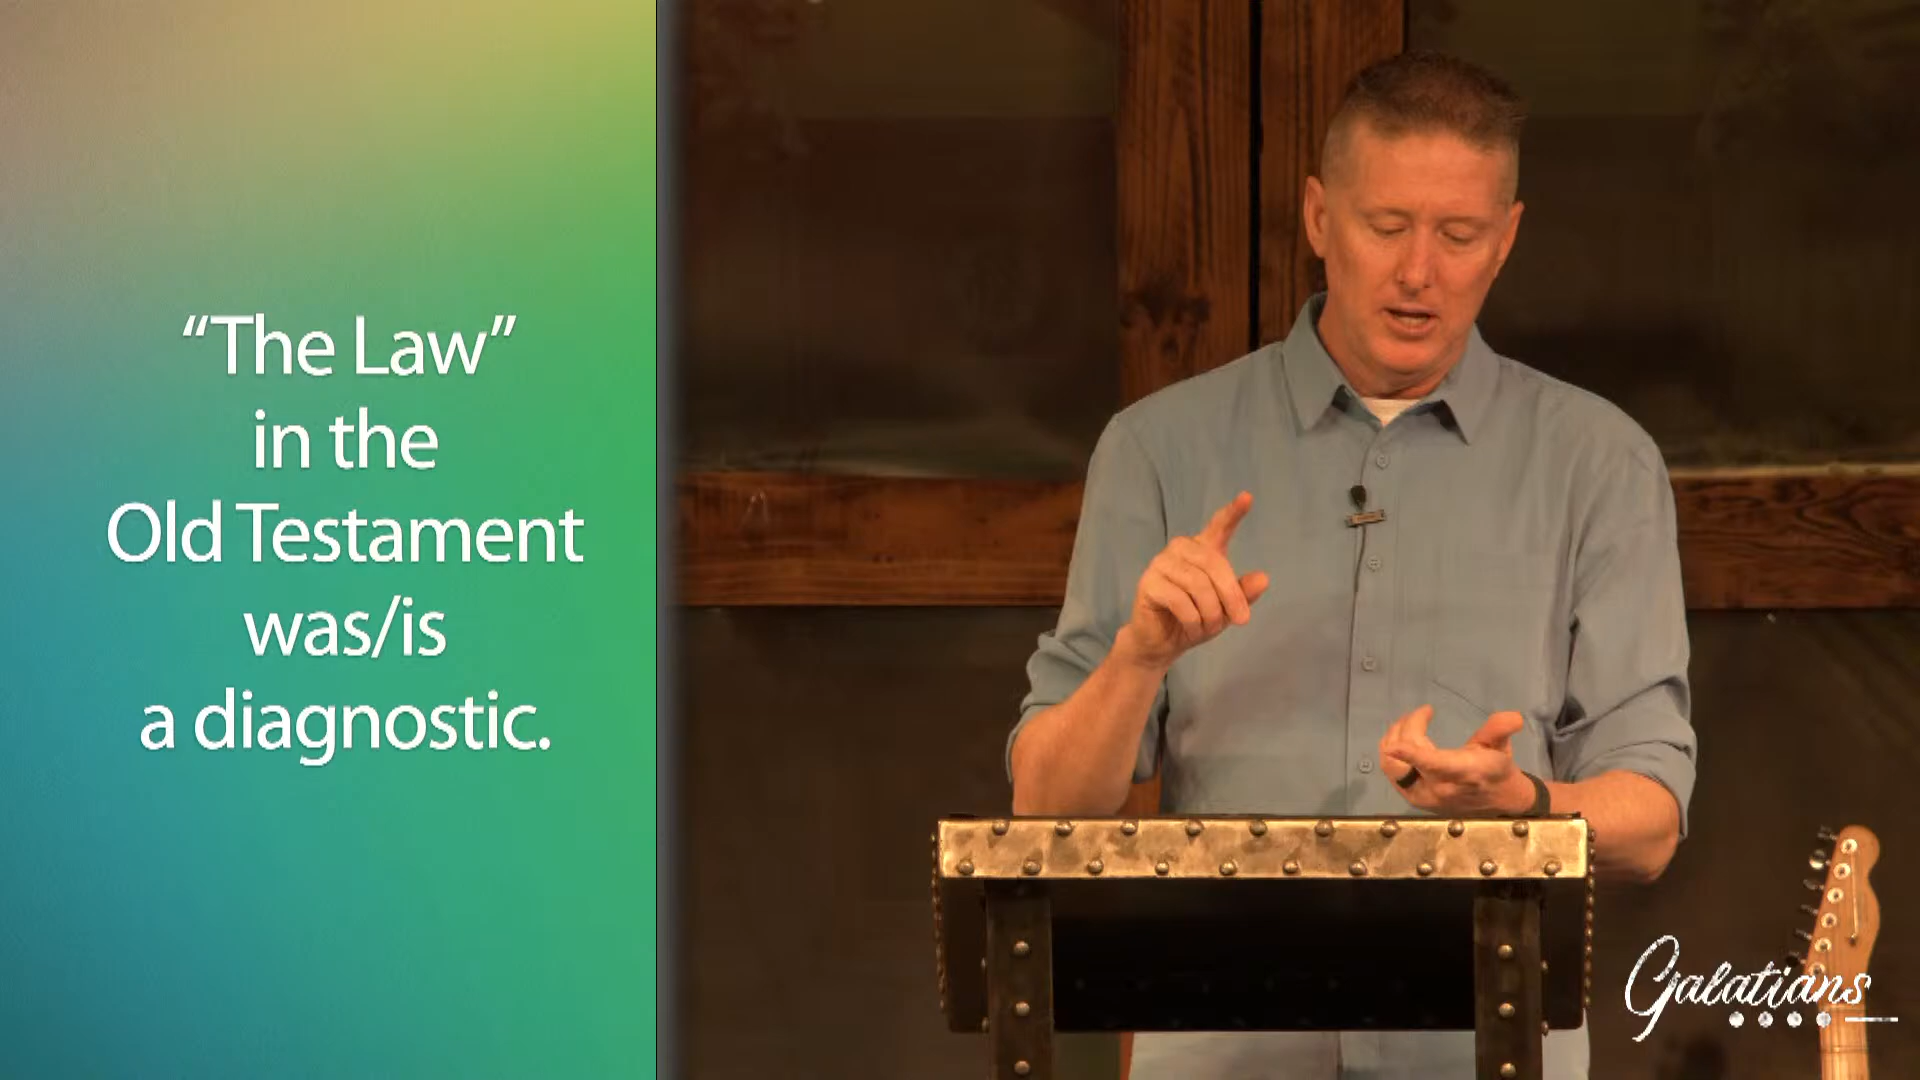 “The Law”
in the
Old Testament
was/is
a diagnostic.
Galatians